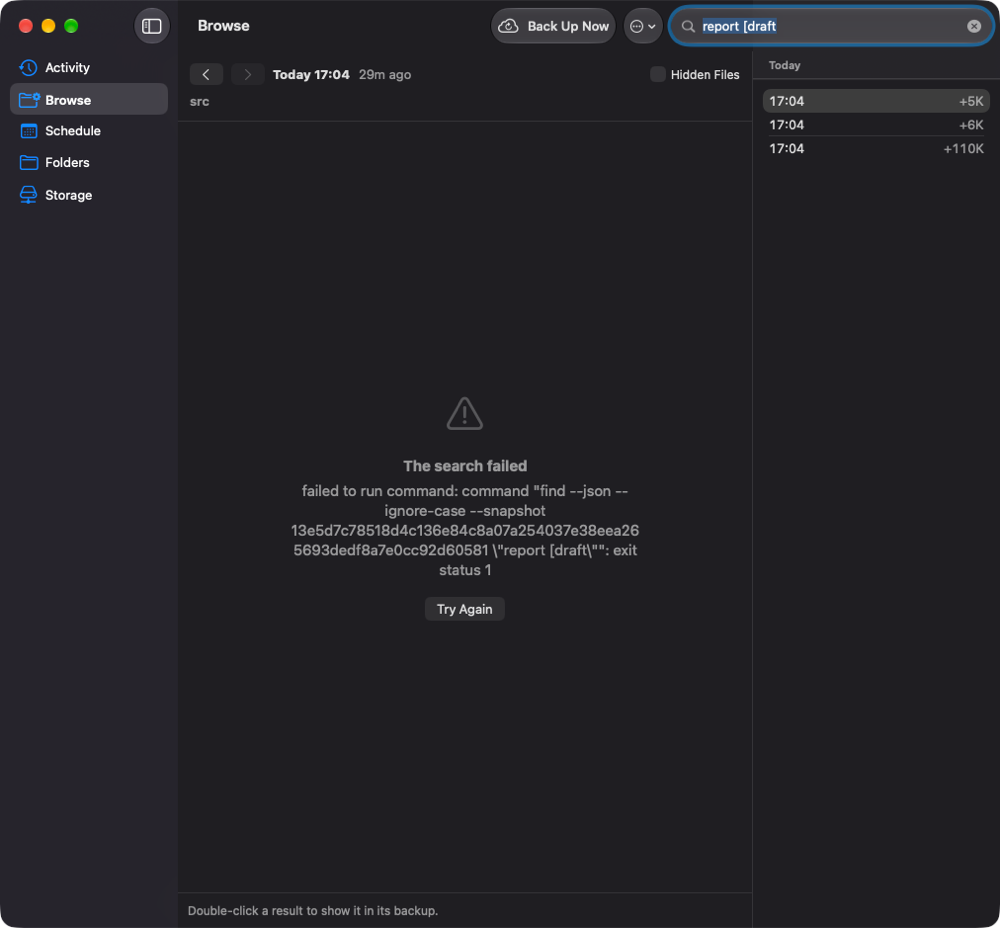 Browse
Back Up Now
report [draft
Activity
Browse
Schedule
Folders
Storage
Today 17:04 29m ago
Hidden Files
src
Today
17:04 +5K
17:04 +6K
17:04 +110K
The search failed
failed to run command: command "find --json --
ignore-case --snapshot
13e5d7c78518d4c136e84c8a07a254037e38eea26
5693dedf8a7e0cc92d60581 \"report [draft\"": exit
status 1
Try Again
Double-click a result to show it in its backup.